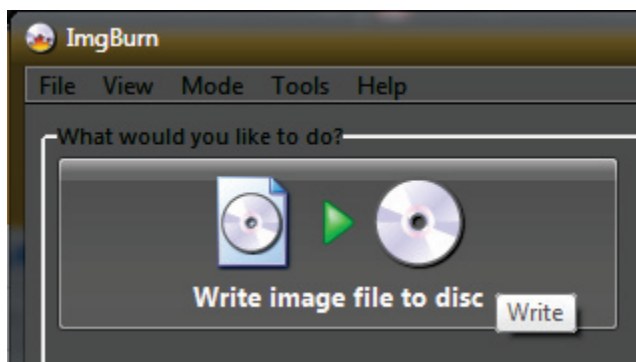 ImgBurn
File View Mode Tools Help
What would you like to do?
Write image file to disc
Write